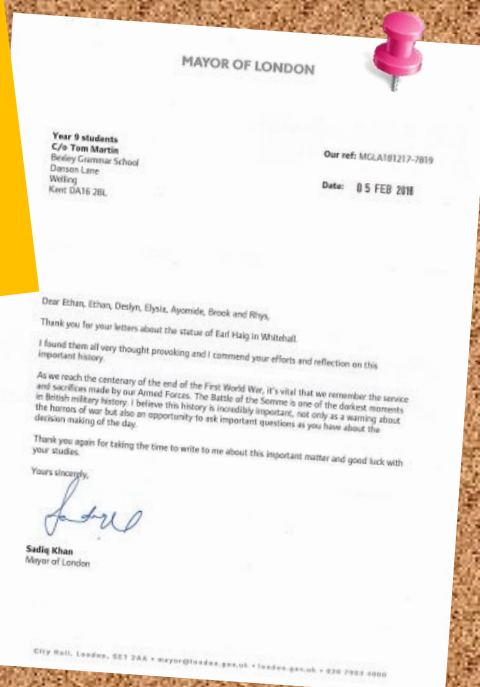 MAYOR OF LONDON
Year 9 students
C/o Tom Martin
Bexley Grammar School
Danson Lane
Welling
Kent DA16 2BL
Our ref: MGLA181217-7819
Date: 05 FEB 2018
Dear Ethan, Ethan, Deslyn, Elysia, Ayomide, Brook and Rhys,
Thank you for your letters about the statue of Earl Haig in Whitehall.
I found them all very thought provoking and I commend your efforts and reflection on this
important history.
As we reach the centenary of the end of the First World War, it's vital that we remember the service
and sacrifices made by our Armed Forces. The Battle of the Somme is one of the darkest moments
in British military history. I believe this history is incredibly important, not only as a warning about
the horrors of war but also an opportunity to ask important questions as you have about the
decision making of the day.
Thank you again for taking the time to write to me about this important matter and good luck with
your studies.
Yours sincerely,
Sadiq Khan
Mayor of London
City Hall, London, SE1 2AA • mayor@london.gov.uk • london.gov.uk • 020 7983 4000